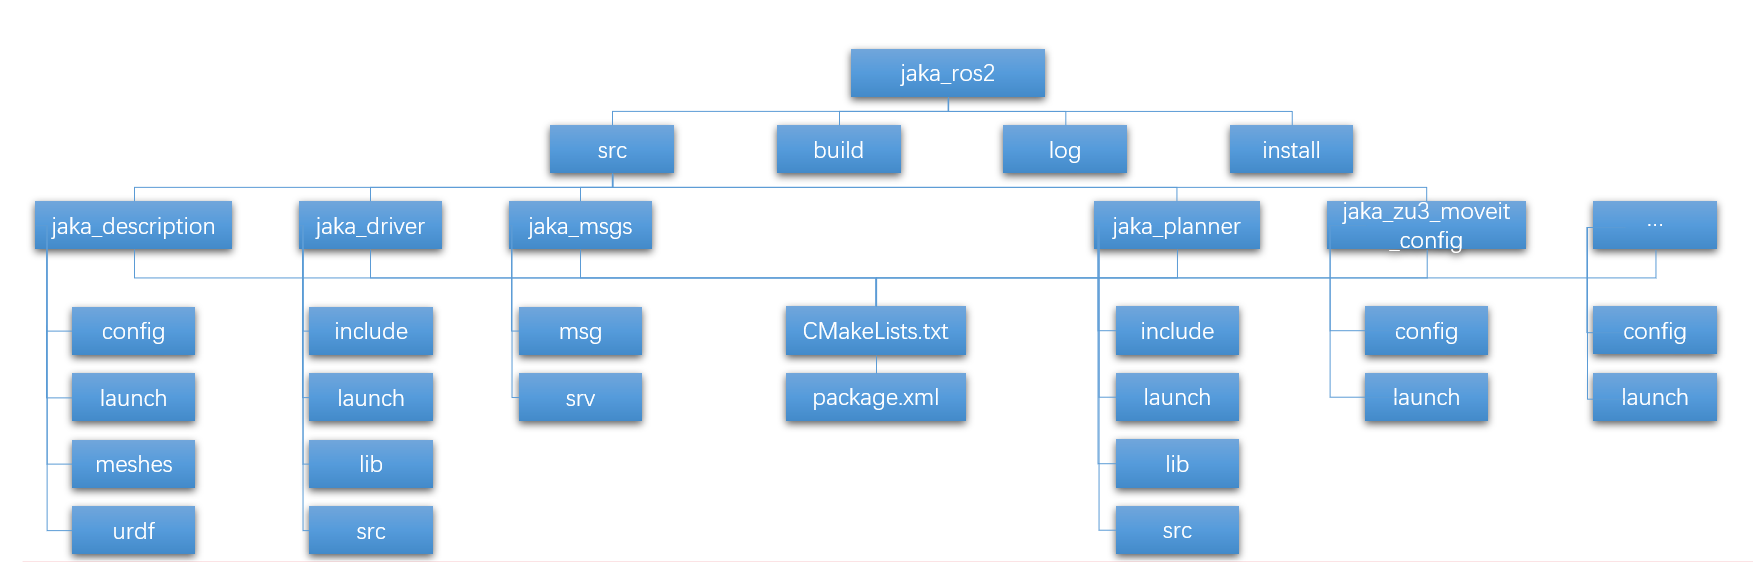 jaka_ros2
src
build
log
install
jaka_description
jaka_driver
jaka_msgs
jaka_planner
jaka_zu3_moveit
_config
...
config
include
msg
CMakeLists.txt
include
config
config
launch
launch
srv
package.xml
launch
launch
launch
meshes
lib
lib
urdf
src
src